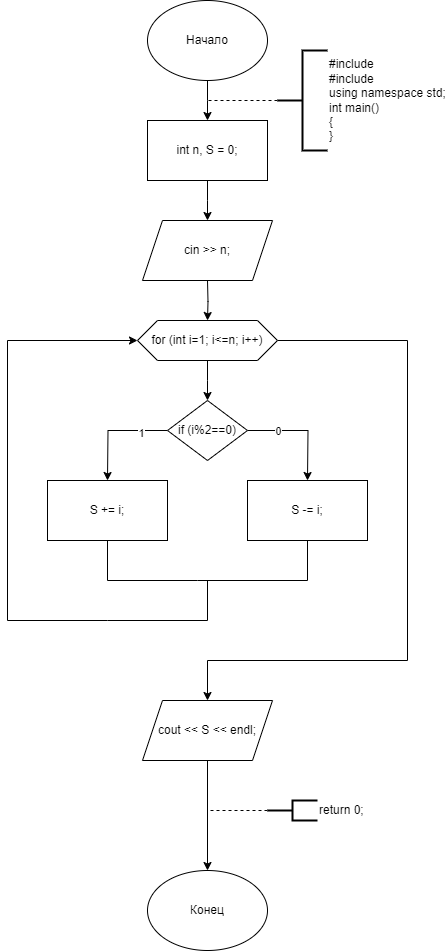 Начало
#include
#include
using namespace std;
int main()
{
}
int n, S = 0;
cin >> n;
for (int i=1; i<=n; i++)
if (i%2==0)
1
0
S += i;
S -= i;
cout << S << endl;
return 0;
Конец